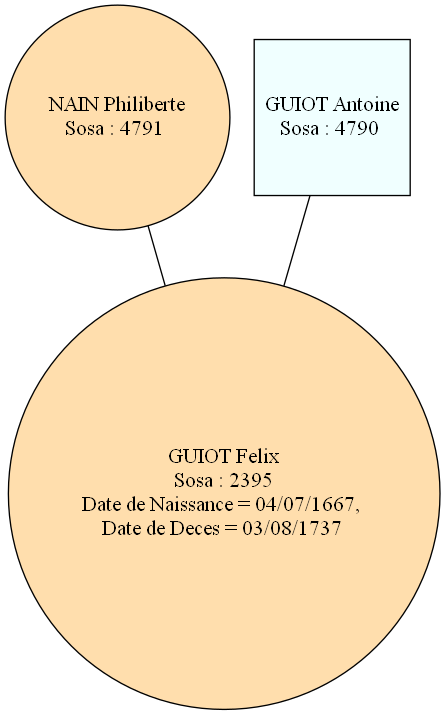 NAIN Philiberte
Sosa : 4791
GUIOT Antoine
Sosa : 4790
GUIOT Felix
Sosa : 2395
Date de Naissance = 04/07/1667,
Date de Deces = 03/08/1737